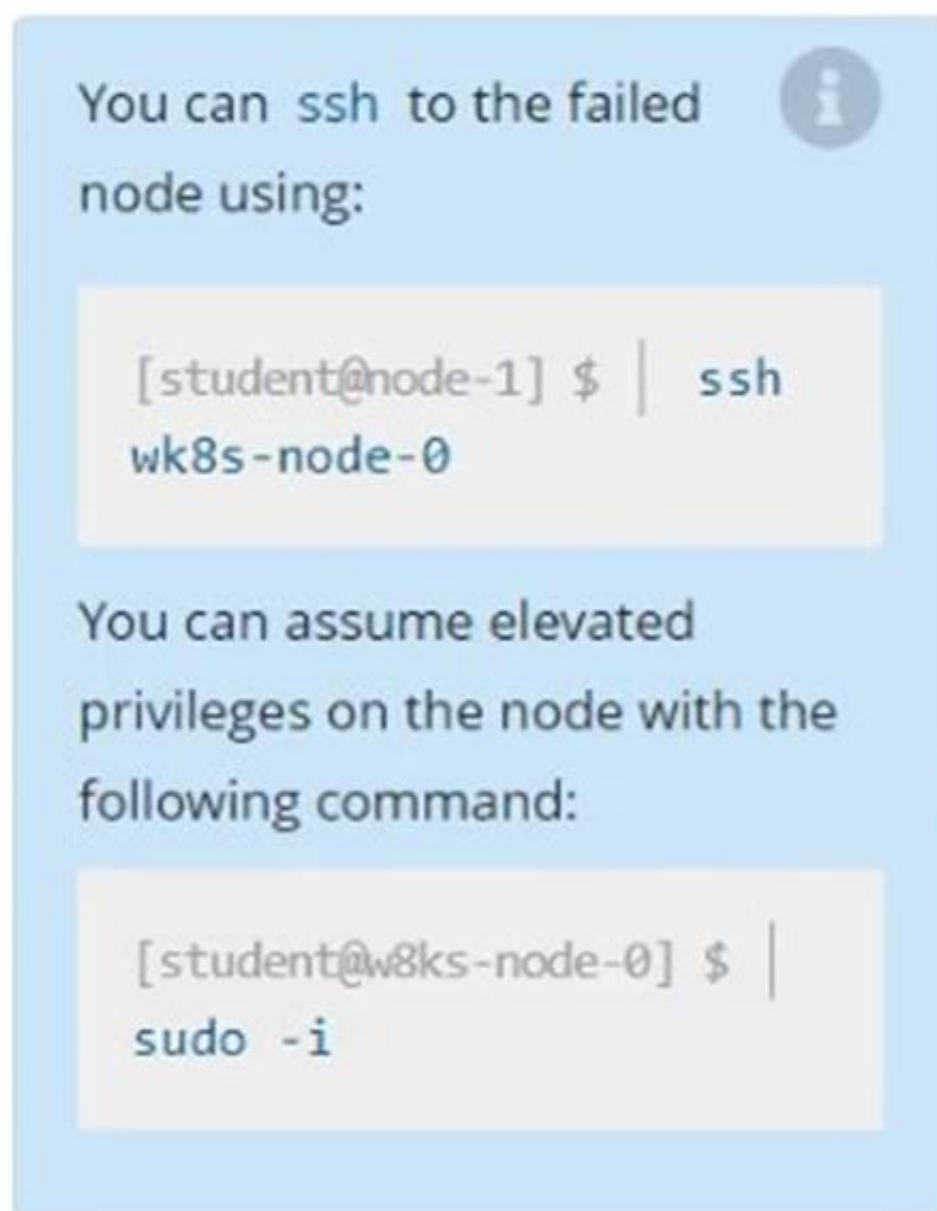 You can ssh to the failed
node using:
[student@node-1] $ | ssh
wk8s-node-0
You can assume elevated
privileges on the node with the
following command:
[student@w8ks-node-0] $ |
sudo -i